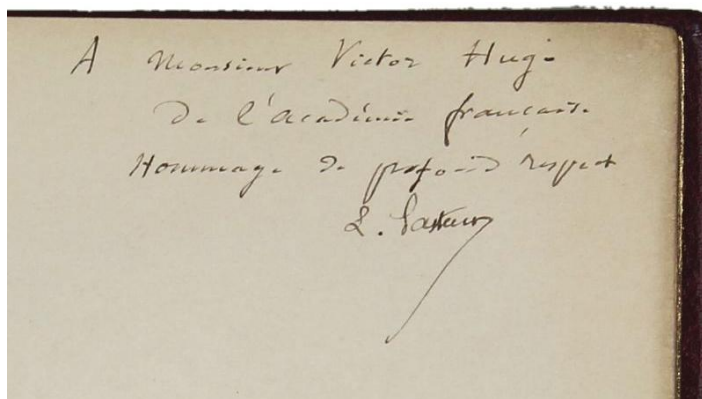 A Monsieur Victor Hugo
De l'académie française
Hommage de profond respect
L. Pasteur